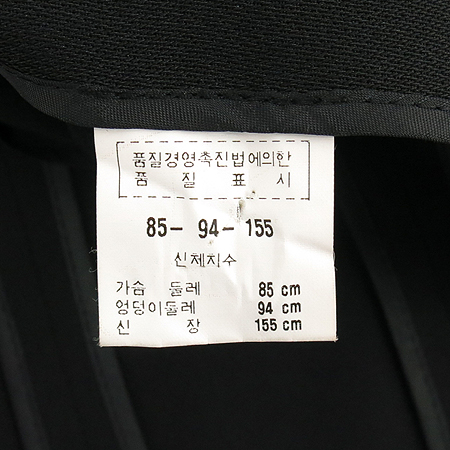 품질경영촉진법에의한
품 질 표 시
85- 94- 155
신체치수
가슴 둘레 85 cm
엉덩이둘레 94 cm
신 장 155 cm